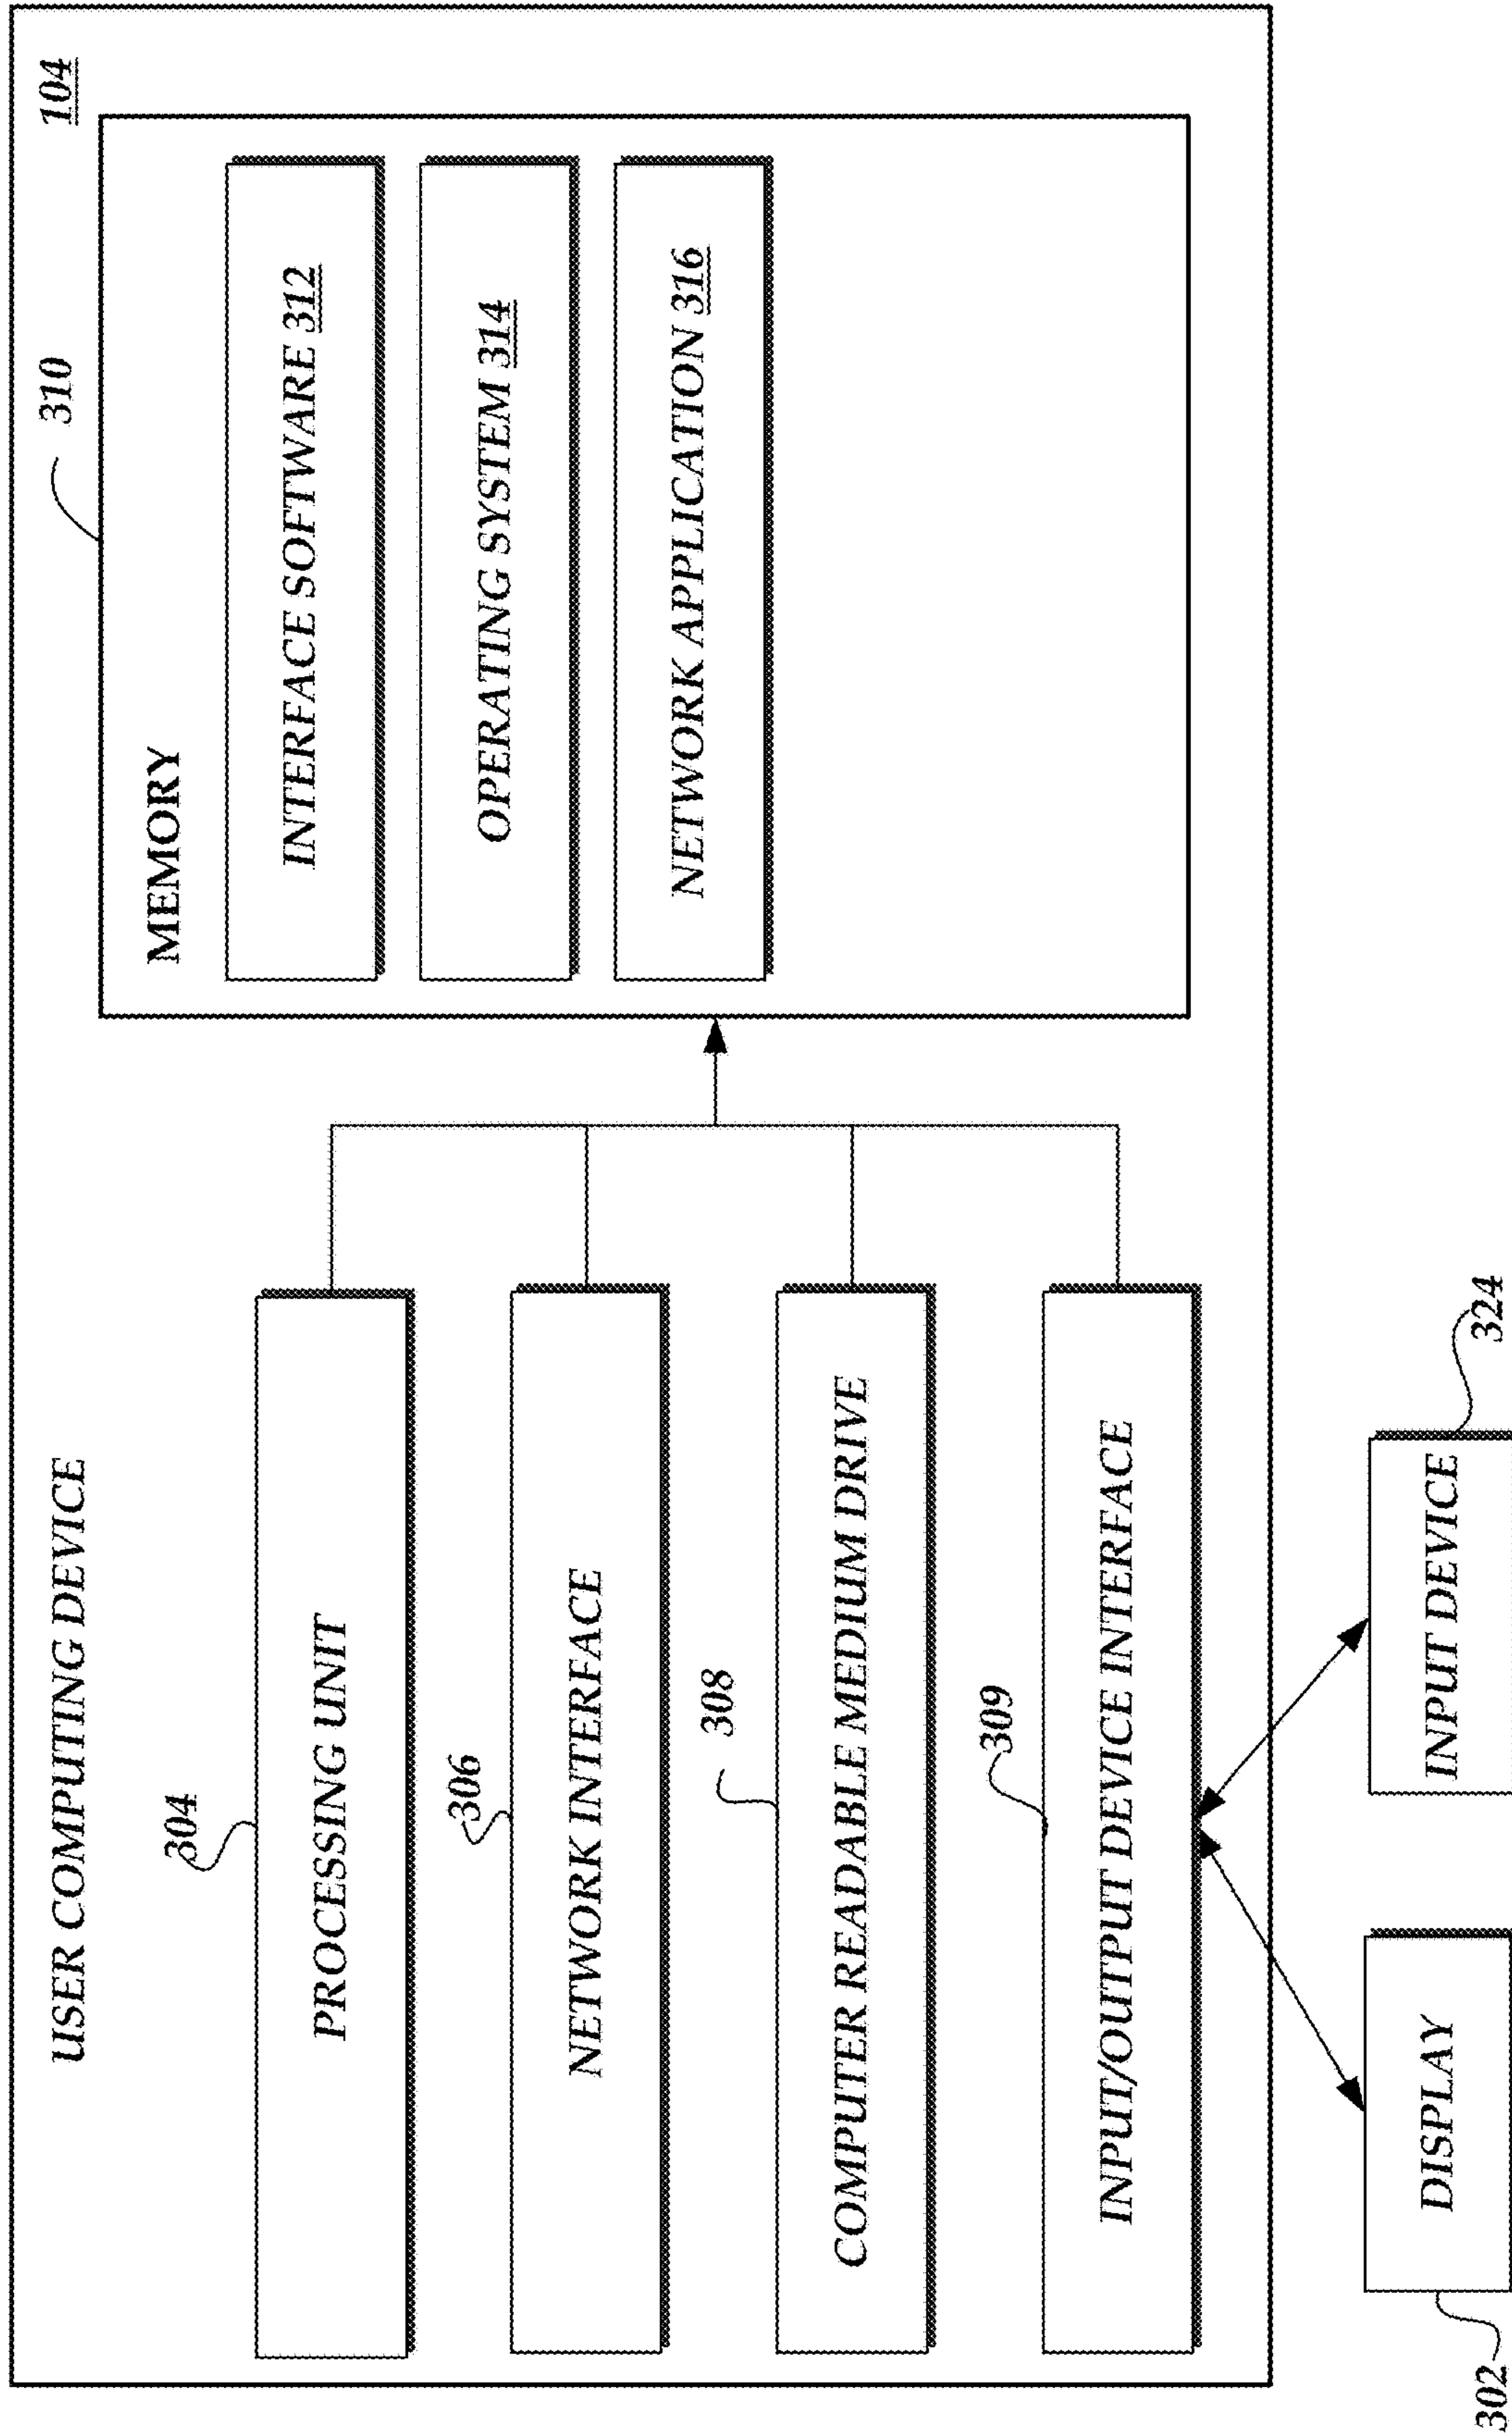 USER COMPUTING DEVICE
104
310
304
PROCESSING UNIT
306
NETWORK INTERFACE
308
COMPUTER READABLE MEDIUM DRIVE
309
INPUT/OUTPUT DEVICE INTERFACE
MEMORY
INTERFACE SOFTWARE 312
OPERATING SYSTEM 314
NETWORK APPLICATION 316
302
DISPLAY
INPUT DEVICE
324